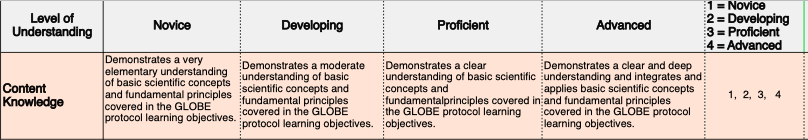 Level of
Understanding
Novice
Developing
Proficient
Advanced
1 = Novice
2 = Developing
3 = Proficient
4 = Advanced
Content
Knowledge
Demonstrates a very
elementary understanding
of basic scientific concepts
and fundamental principles
covered in the GLOBE
protocol learning objectives.
Demonstrates a moderate
understanding of basic
scientific concepts and
fundamental principles
covered in the GLOBE
protocol learning objectives.
Demonstrates a clear
understanding of basic scientific
concepts and
fundamentalprinciples covered in
the GLOBE protocol learning
objectives.
Demonstrates a clear and deep
understanding and integrates and
applies basic scientific concepts
and fundamental principles
covered in the GLOBE protocol
learning objectives.
1, 2, 3, 4